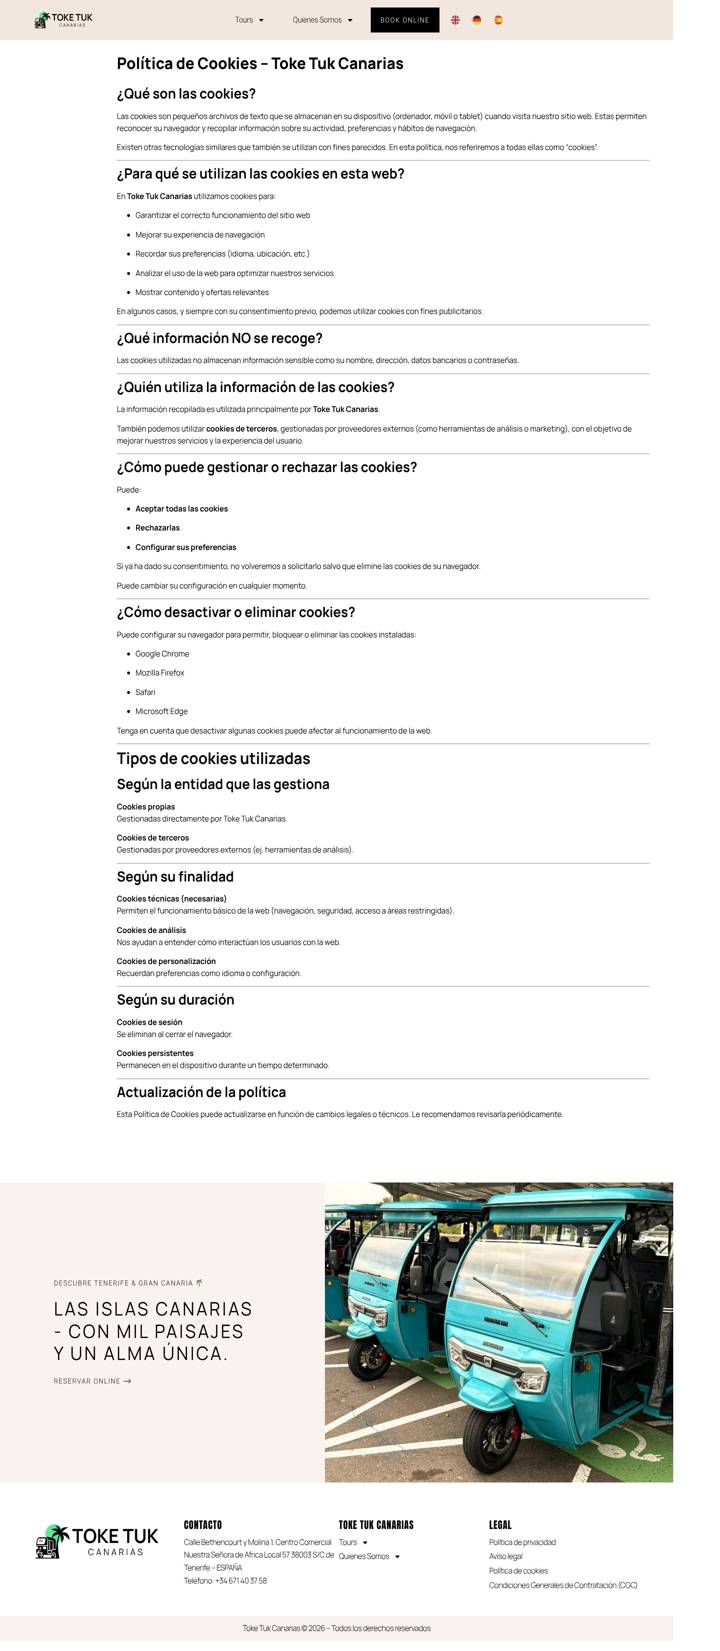 TOKE TUK
CANARIAS
Tours
Quienes Somos
BOOK ONLINE
Política de Cookies – Toke Tuk Canarias
¿Qué son las cookies?
Las cookies son pequeños archivos de texto que se almacenan en su dispositivo (ordenador, móvil o tablet) cuando visita nuestro sitio web. Estas permiten
reconocer su navegador y recopilar información sobre su actividad, preferencias y hábitos de navegación.
Existen otras tecnologías similares que también se utilizan con fines parecidos. En esta política, nos referiremos a todas ellas como “cookies”.
¿Para qué se utilizan las cookies en esta web?
En Toke Tuk Canarias utilizamos cookies para:
Garantizar el correcto funcionamiento del sitio web
Mejorar su experiencia de navegación
Recordar sus preferencias (idioma, ubicación, etc.)
Analizar el uso de la web para optimizar nuestros servicios
Mostrar contenido y ofertas relevantes
En algunos casos, y siempre con su consentimiento previo, podemos utilizar cookies con fines publicitarios.
¿Qué información NO se recoge?
Las cookies utilizadas no almacenan información sensible como su nombre, dirección, datos bancarios o contraseñas.
¿Quién utiliza la información de las cookies?
La información recopilada es utilizada principalmente por Toke Tuk Canarias.
También podemos utilizar cookies de terceros, gestionadas por proveedores externos (como herramientas de análisis o marketing), con el objetivo de
mejorar nuestros servicios y la experiencia del usuario.
¿Cómo puede gestionar o rechazar las cookies?
Puede:
Aceptar todas las cookies
Rechazarlas
Configurar sus preferencias
Si ya ha dado su consentimiento, no volveremos a solicitarlo salvo que elimine las cookies de su navegador.
Puede cambiar su configuración en cualquier momento.
¿Cómo desactivar o eliminar cookies?
Puede configurar su navegador para permitir, bloquear o eliminar las cookies instaladas:
Google Chrome
Mozilla Firefox
Safari
Microsoft Edge
Tenga en cuenta que desactivar algunas cookies puede afectar al funcionamiento de la web.
Tipos de cookies utilizadas
Según la entidad que las gestiona
Cookies propias
Gestionadas directamente por Toke Tuk Canarias.
Cookies de terceros
Gestionadas por proveedores externos (ej. herramientas de análisis).
Según su finalidad
Cookies técnicas (necesarias)
Permiten el funcionamiento básico de la web (navegación, seguridad, acceso a áreas restringidas).
Cookies de análisis
Nos ayudan a entender cómo interactúan los usuarios con la web.
Cookies de personalización
Recuerdan preferencias como idioma o configuración.
Según su duración
Cookies de sesión
Se eliminan al cerrar el navegador.
Cookies persistentes
Permanecen en el dispositivo durante un tiempo determinado.
Actualización de la política
Esta Política de Cookies puede actualizarse en función de cambios legales o técnicos. Le recomendamos revisarla periódicamente.
DESCUBRE TENERIFE & GRAN CANARIA 🌴
LAS ISLAS CANARIAS
- CON MIL PAISAJES
Y UN ALMA ÚNICA.
RESERVAR ONLINE ⟶
TOKE TUK
CANARIAS
CONTACTO
Calle Bethencourt y Molina 1. Centro Comercial
Nuestra Señora de Africa Local 57 38003 S/C de
Tenerife – ESPAÑA
Teléfono: +34 671 40 37 58
TOKE TUK CANARIAS
Tours
Quienes Somos
LEGAL
Política de privacidad
Aviso legal
Política de cookies
Condiciones Generales de Contratación (CGC)
Toke Tuk Canarias © 2026 – Todos los derechos reservados